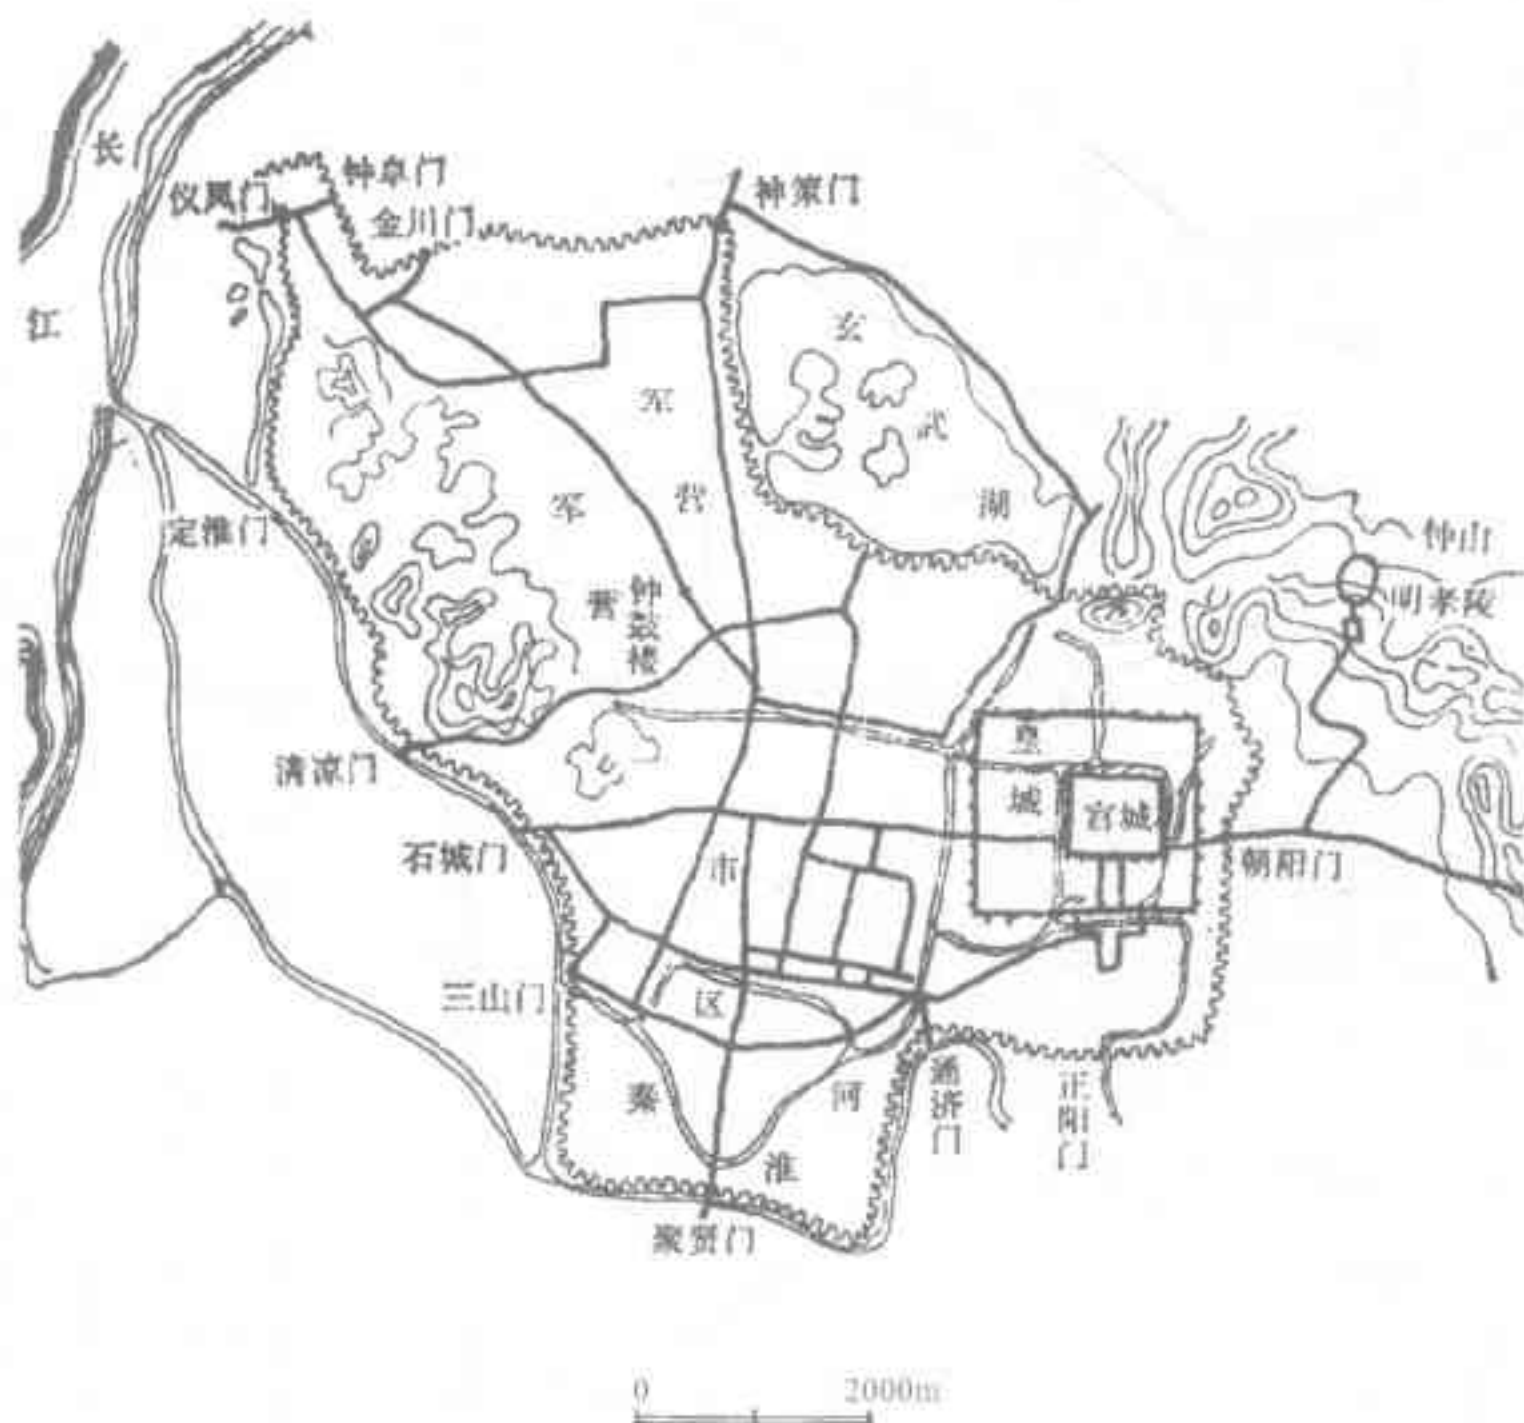 长
江
钟阜门
仪凤门
金川门
神策门
玄
武
湖
军
营
军
营
钟鼓楼
定淮门
钟山
明孝陵
清凉门
皇
城
宫城
石城门
市
区
朝阳门
三山门
秦
淮
河
通济门
正阳门
聚贤门
0 2000m